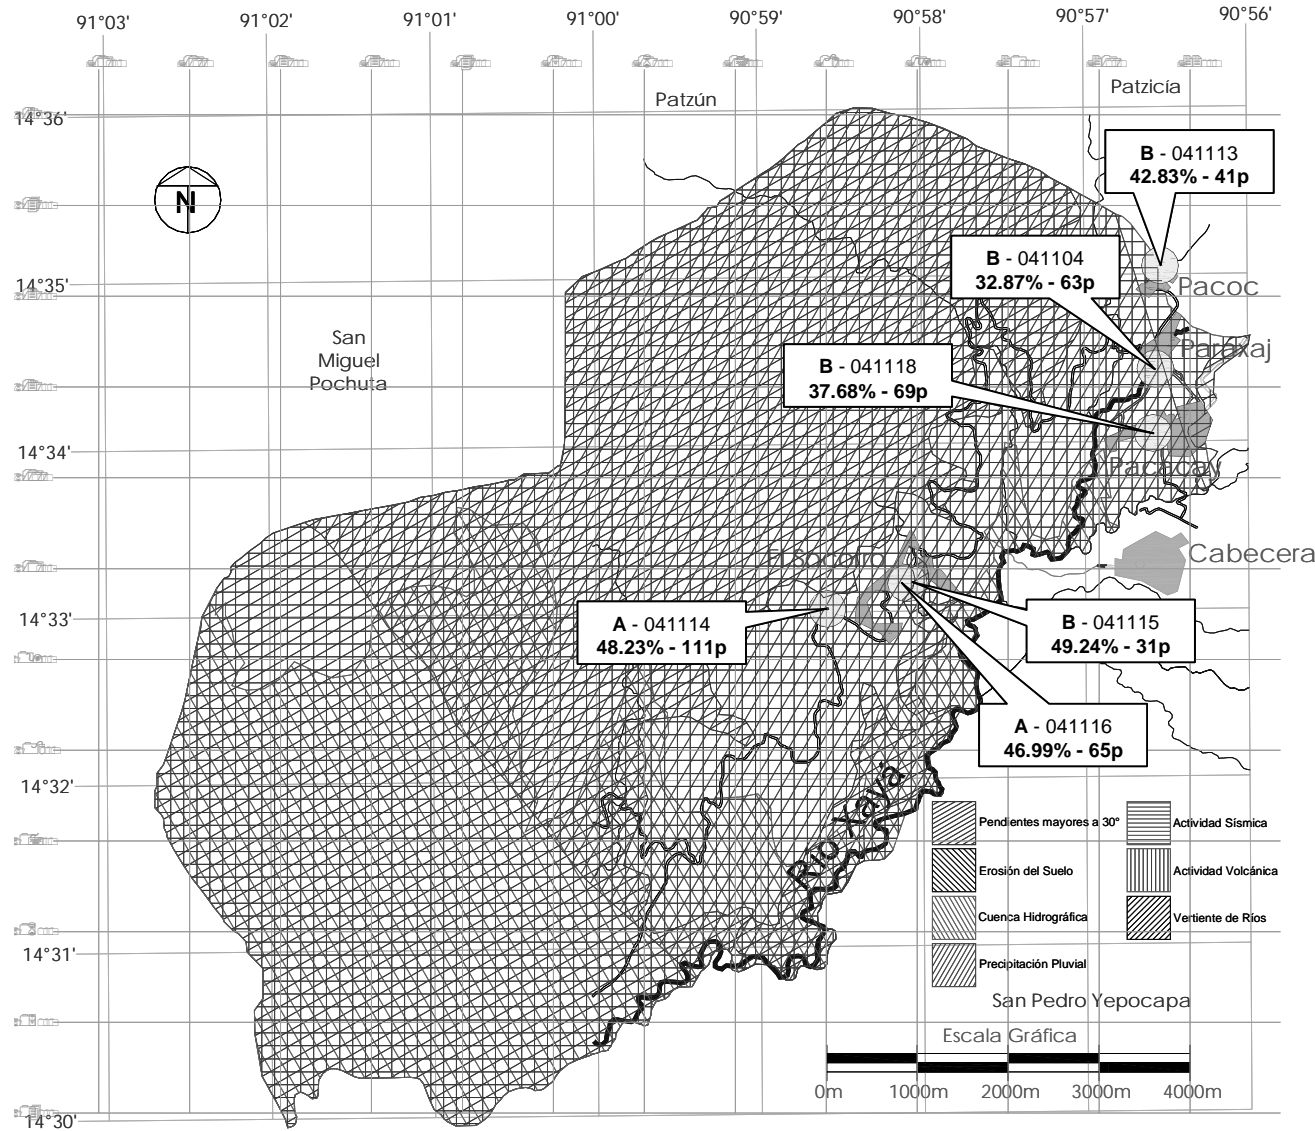 91°03' 91°02' 91°01' 91°00' 90°59' 90°58' 90°57' 90°56'
Patzún
Patzicía
14°36'
B - 041113
42.83% - 41p
N
B - 041104
32.87% - 63p
14°35'
Pacoc
San
Miguel
Pochuta
Paraxaj
B - 041118
37.68% - 69p
14°34'
Pacacay
El Socorro
Cabecera
14°33'
A - 041114
48.23% - 111p
B - 041115
49.24% - 31p
A - 041116
46.99% - 65p
14°32'
Río Xayá
Pendientes mayores a 30°
Actividad Sísmica
Erosión del Suelo
Actividad Volcánica
Cuenca Hidrográfica
Vertiente de Ríos
14°31'
Precipitación Pluvial
San Pedro Yepocapa
Escala Gráfica
0m 1000m 2000m 3000m 4000m
14°30'